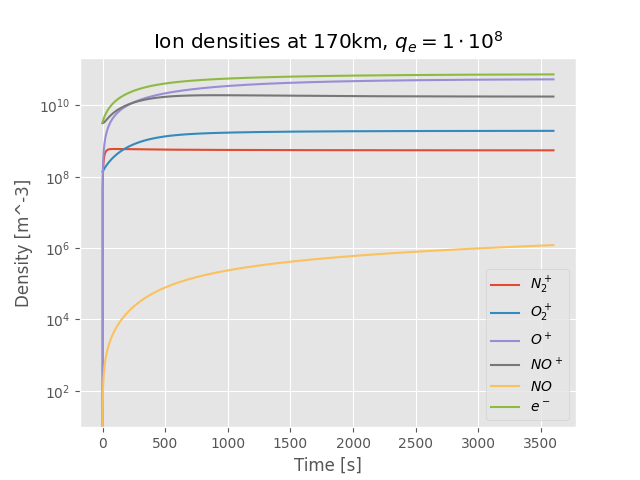 Ion densities at 170km, $q_e = 1 \cdot 10^8$
Density [m^-3]
$10^{10}$
$10^8$
$10^6$
$10^4$
$10^2$
0 500 1000 1500 2000 2500 3000 3500
Time [s]
$N_2^+$
$O_2^+$
$O^+$
$NO^+$
$NO$
$e^-$